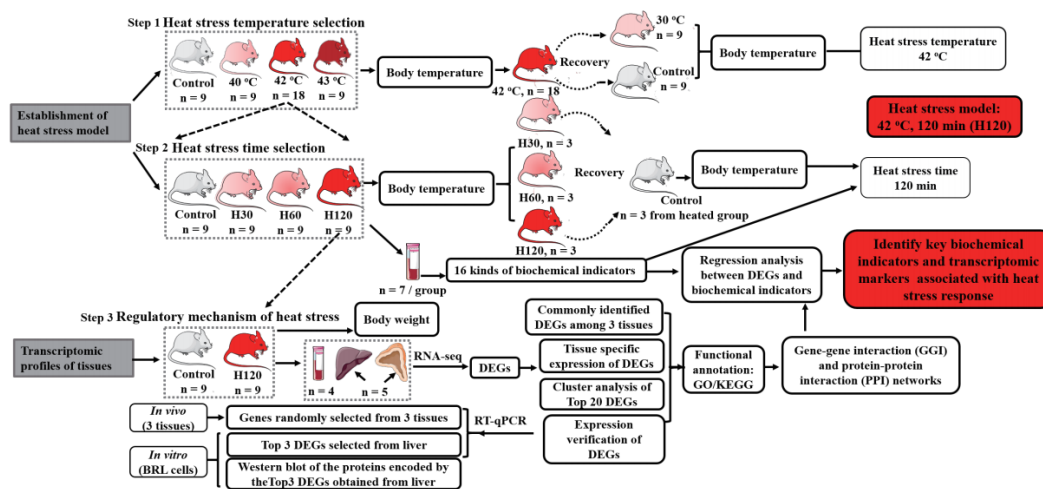 Step 1 Heat stress temperature selection
Control
n = 9
40 ºC
n = 9
42 ºC
n = 18
43 ºC
n = 9
Body temperature
42 ºC, n = 18
Recovery
30 ºC
n = 9
Control
n = 9
Body temperature
Heat stress temperature
42 ºC
Establishment of
heat stress model
Heat stress model:
42 ºC, 120 min (H120)
Step 2 Heat stress time selection
Control
n = 9
H30
n = 9
H60
n = 9
H120
n = 9
Body temperature
H30, n = 3
H60, n = 3
H120, n = 3
Recovery
Control
n = 3 from heated group
Body temperature
Heat stress time
120 min
n = 7 / group
16 kinds of biochemical indicators
Regression analysis
between DEGs and
biochemical indicators
Identify key biochemical
indicators and transcriptomic
markers associated with heat
stress response
Step 3 Regulatory mechanism of heat stress
Transcriptomic
profiles of tissues
Control
n = 9
H120
n = 9
Body weight
n = 4
n = 5
RNA-seq
DEGs
Commonly identified
DEGs among 3 tissues
Tissue specific
expression of DEGs
Cluster analysis of
Top 20 DEGs
Expression verification
of DEGs
Functional
annotation:
GO/KEGG
Gene-gene interaction (GGI)
and protein-protein
interaction (PPI) networks
RT-qPCR
In vivo
(3 tissues)
Genes randomly selected from 3 tissues
In vitro
(BRL cells)
Top 3 DEGs selected from liver
Western blot of the proteins encoded by
theTop3 DEGs obtained from liver